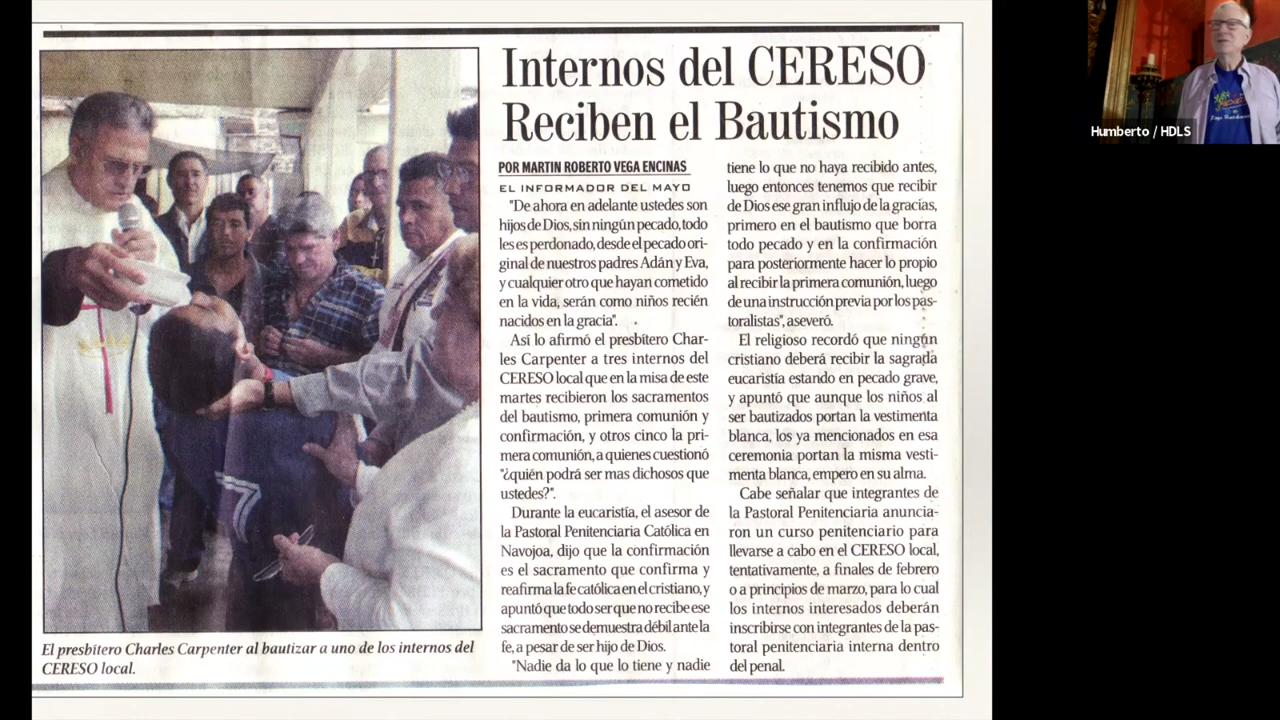 Internos del CERESO
Reciben el Bautismo
POR MARTIN ROBERTO VEGA ENCINAS
EL INFORMADOR DEL MAYO
"De ahora en adelante ustedes son
hijos de Dios, sin ningún pecado, todo
les es perdonado, desde el pecado ori-
ginal de nuestros padres Adán y Eva,
y cualquier otro que hayan cometido
en la vida, serán como niños recién
nacidos en la gracia".
Así lo afirmó el presbítero Char-
les Carpenter a tres internos del
CERESO local que en la misa de este
martes recibieron los sacramentos
del bautismo, primera comunión y
confirmación, y otros cinco la pri-
mera comunión, a quienes cuestionó
"¿quién podrá ser mas dichosos que
ustedes?".
Durante la eucaristía, el asesor de
la Pastoral Penitenciaria Católica en
Navojoa, dijo que la confirmación
es el sacramento que confirma y
reafirma la fe católica en el cristiano, y
apuntó que todo ser que no recibe ese
sacramento se demuestra débil ante la
fe, a pesar de ser hijo de Dios.
"Nadie da lo que lo tiene y nadie
tiene lo que no haya recibido antes,
luego entonces tenemos que recibir
de Dios ese gran influjo de la gracias,
primero en el bautismo que borra
todo pecado y en la confirmación
para posteriormente hacer lo propio
al recibir la primera comunión, luego
de una instrucción previa por los pas-
toralistas", aseveró.
El religioso recordó que ningún
cristiano deberá recibir la sagrada
eucaristía estando en pecado grave,
y apuntó que aunque los niños al
ser bautizados portan la vestimenta
blanca, los ya mencionados en esa
ceremonia portan la misma vesti-
menta blanca, empero en su alma.
Cabe señalar que integrantes de
la Pastoral Penitenciaria anuncia-
ron un curso penitenciario para
llevarse a cabo en el CERESO local,
tentativamente, a finales de febrero
o a principios de marzo, para lo cual
los internos interesados deberán
inscribirse con integrantes de la pas-
toral penitenciaria interna dentro
del penal.
El presbítero Charles Carpenter al bautizar a uno de los internos del
CERESO local.
Humberto / HDLS